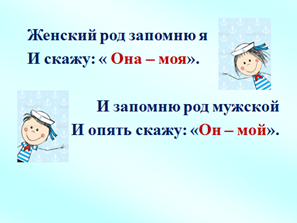 Женский род запомню я
И скажу: « Она – моя».
И запомню род мужской
И опять скажу: «Он – мой».